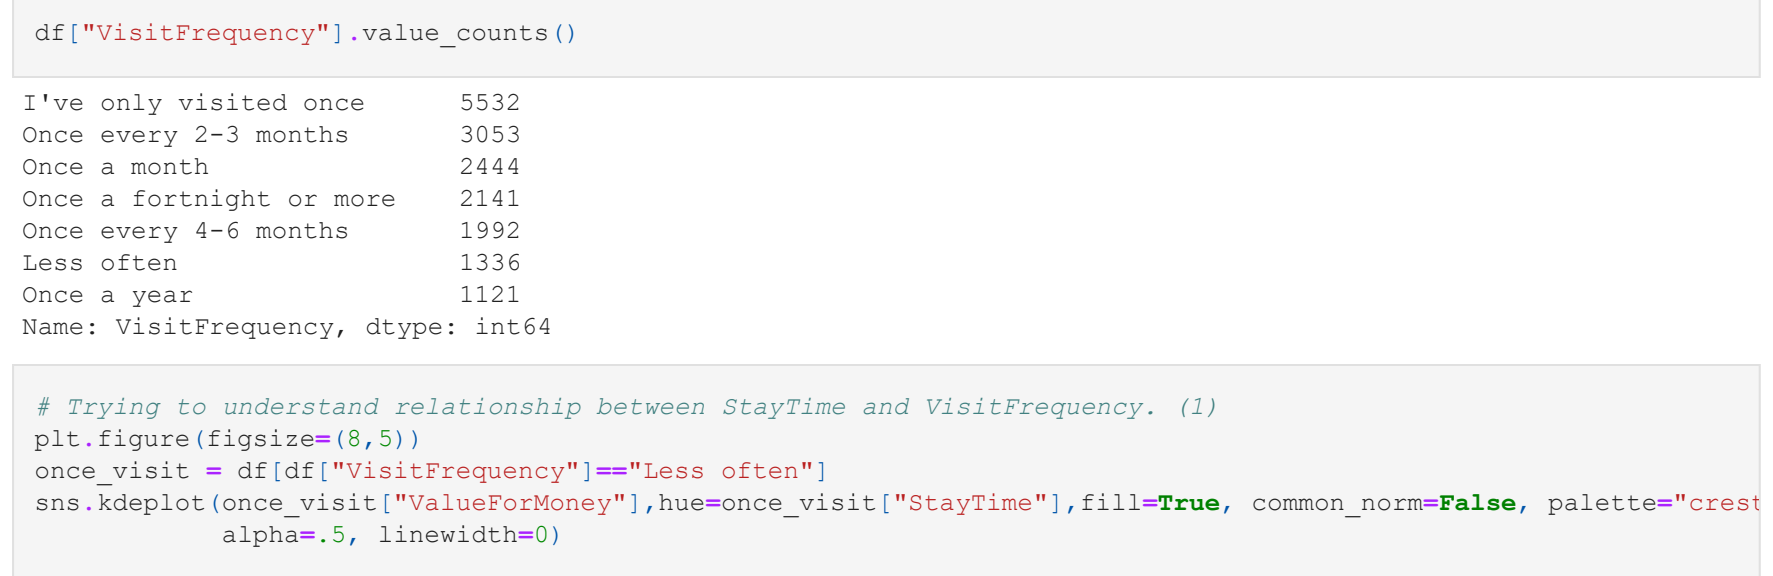 df["VisitFrequency"].value_counts()
I've only visited once      5532
Once every 2-3 months       3053
Once a month                2444
Once a fortnight or more    2141
Once every 4-6 months       1992
Less often                  1336
Once a year                 1121
Name: VisitFrequency, dtype: int64
# Trying to understand relationship between StayTime and VisitFrequency. (1)
plt.figure(figsize=(8,5))
once_visit = df[df["VisitFrequency"]=="Less often"]
sns.kdeplot(once_visit["ValueForMoney"],hue=once_visit["StayTime"],fill=True, common_norm=False, palette="crest
            alpha=.5, linewidth=0)